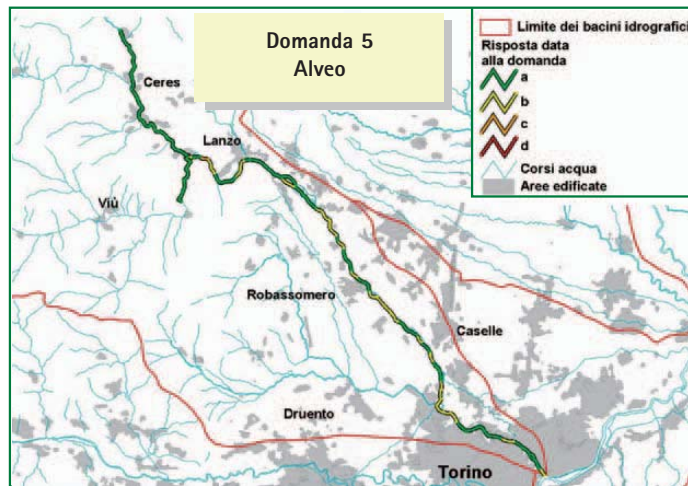 Domanda 5
Alveo
Limite dei bacini idrografici
Risposta data
alla domanda
a
b
c
d
Corsi acqua
Aree edificate
Ceres
Lanzo
Viù
Robassomero
Caselle
Druento
Torino